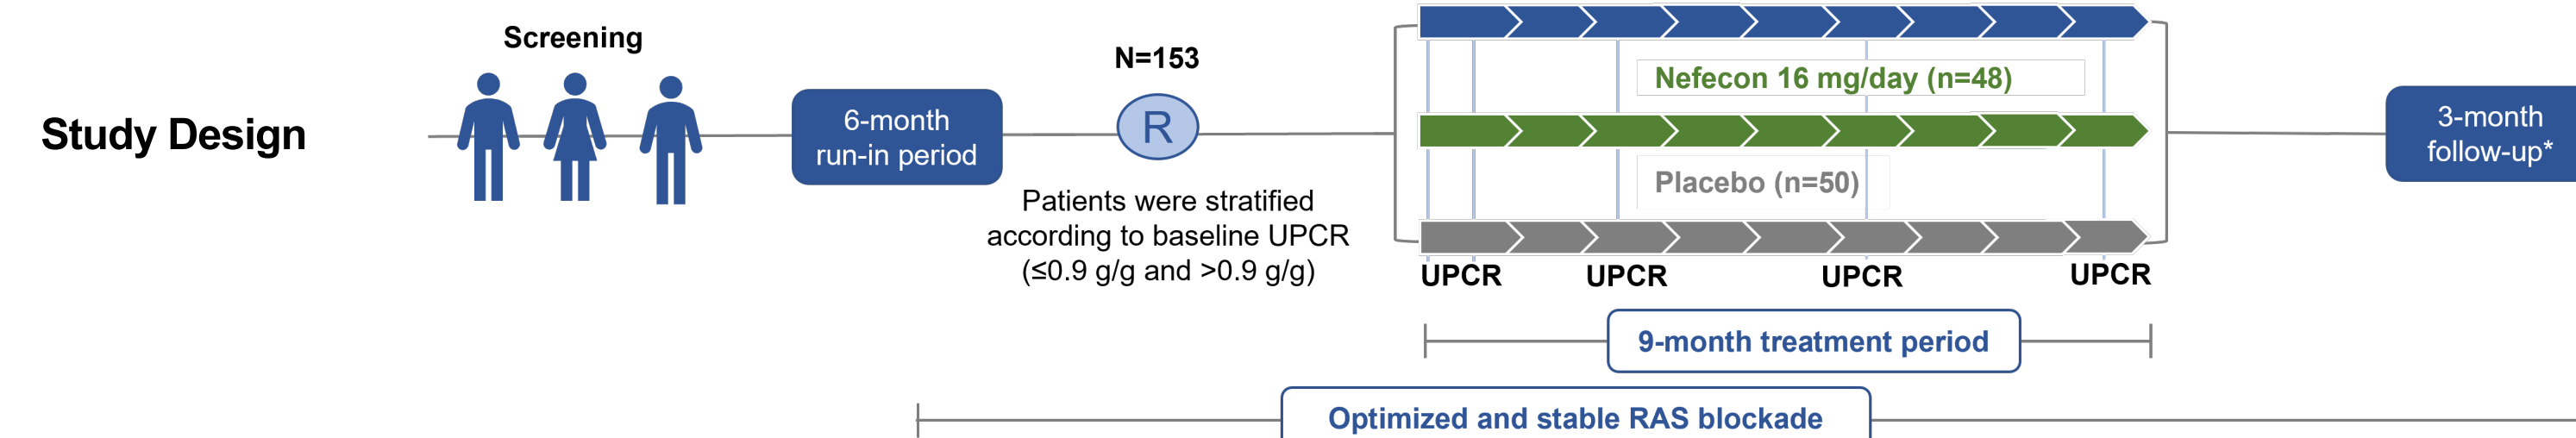 Study Design
Screening
6-month
run-in period
N=153
R
Patients were stratified
according to baseline UPCR
(≤0.9 g/g and >0.9 g/g)
Nefecon 16 mg/day (n=48)
Placebo (n=50)
UPCR UPCR UPCR UPCR
9-month treatment period
3-month
follow-up*
Optimized and stable RAS blockade